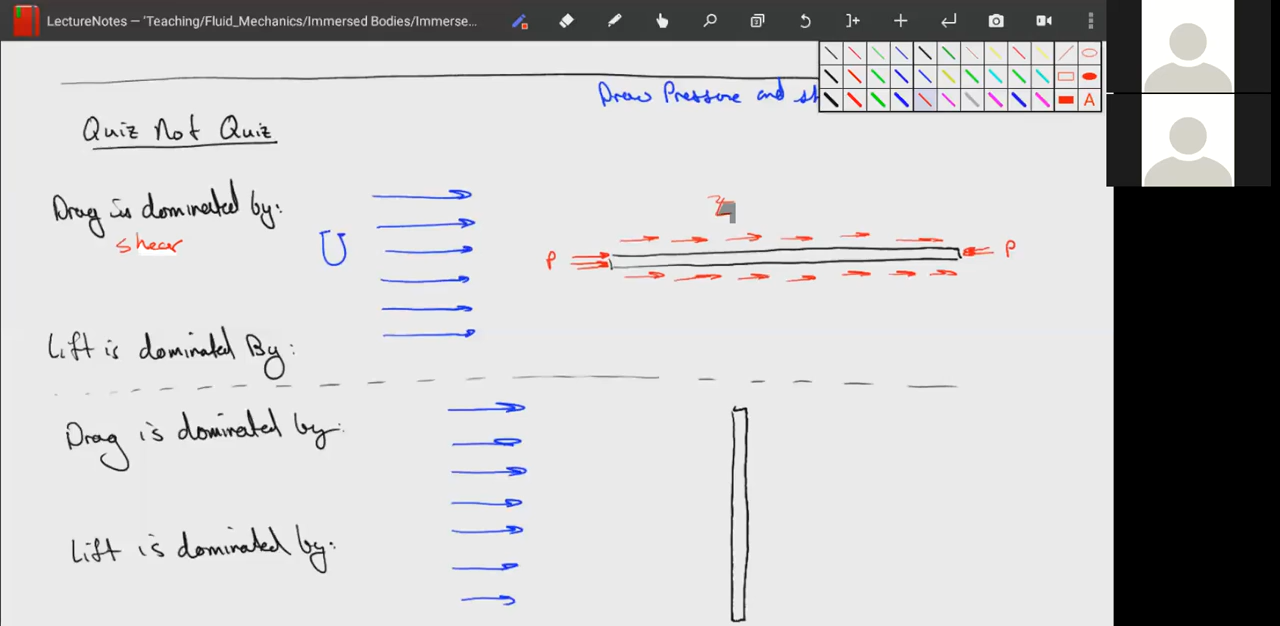 LectureNotes – 'Teaching/Fluid_Mechanics/Immersed Bodies/Immerse...
Draw Pressure and sh
Quiz Not Quiz
Drag is dominated by:
shear
U
P
P
Lift is dominated By:
Drag is dominated by:
Lift is dominated by:
A